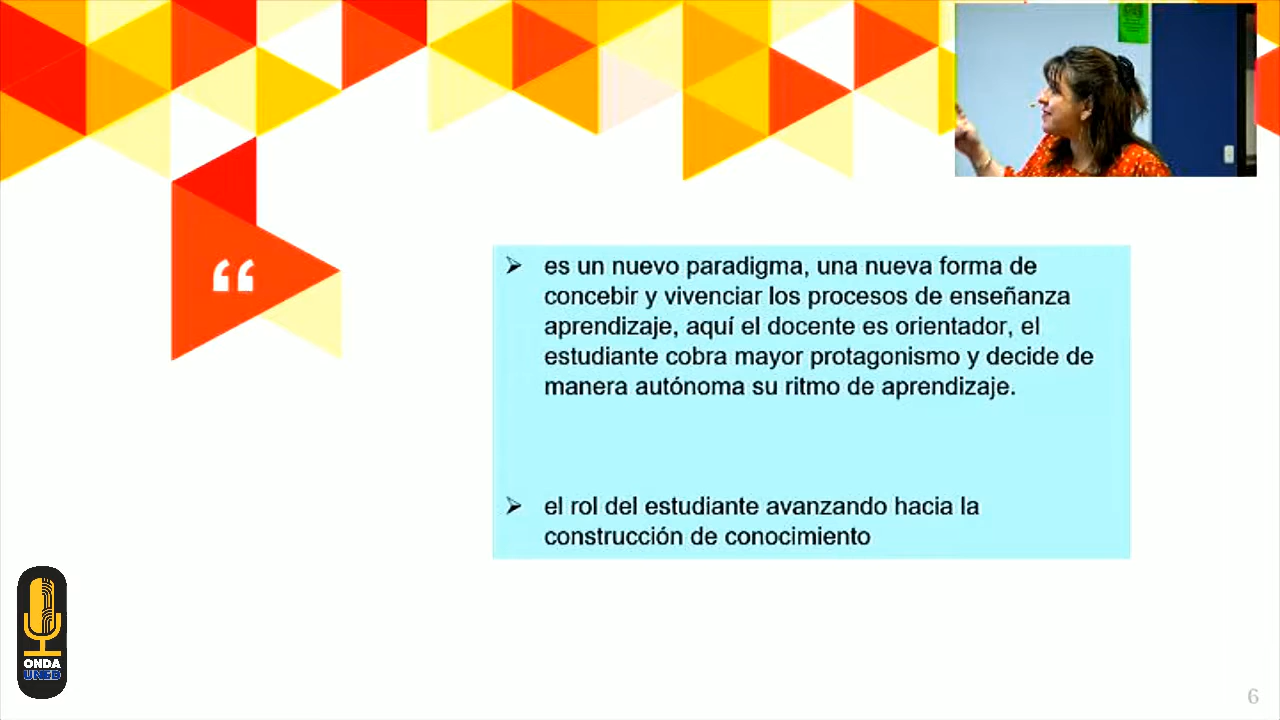 “
➢ es un nuevo paradigma, una nueva forma de
concebir y vivenciar los procesos de enseñanza
aprendizaje, aquí el docente es orientador, el
estudiante cobra mayor protagonismo y decide de
manera autónoma su ritmo de aprendizaje.
➢ el rol del estudiante avanzando hacia la
construcción de conocimiento
ONDA
UNED
6